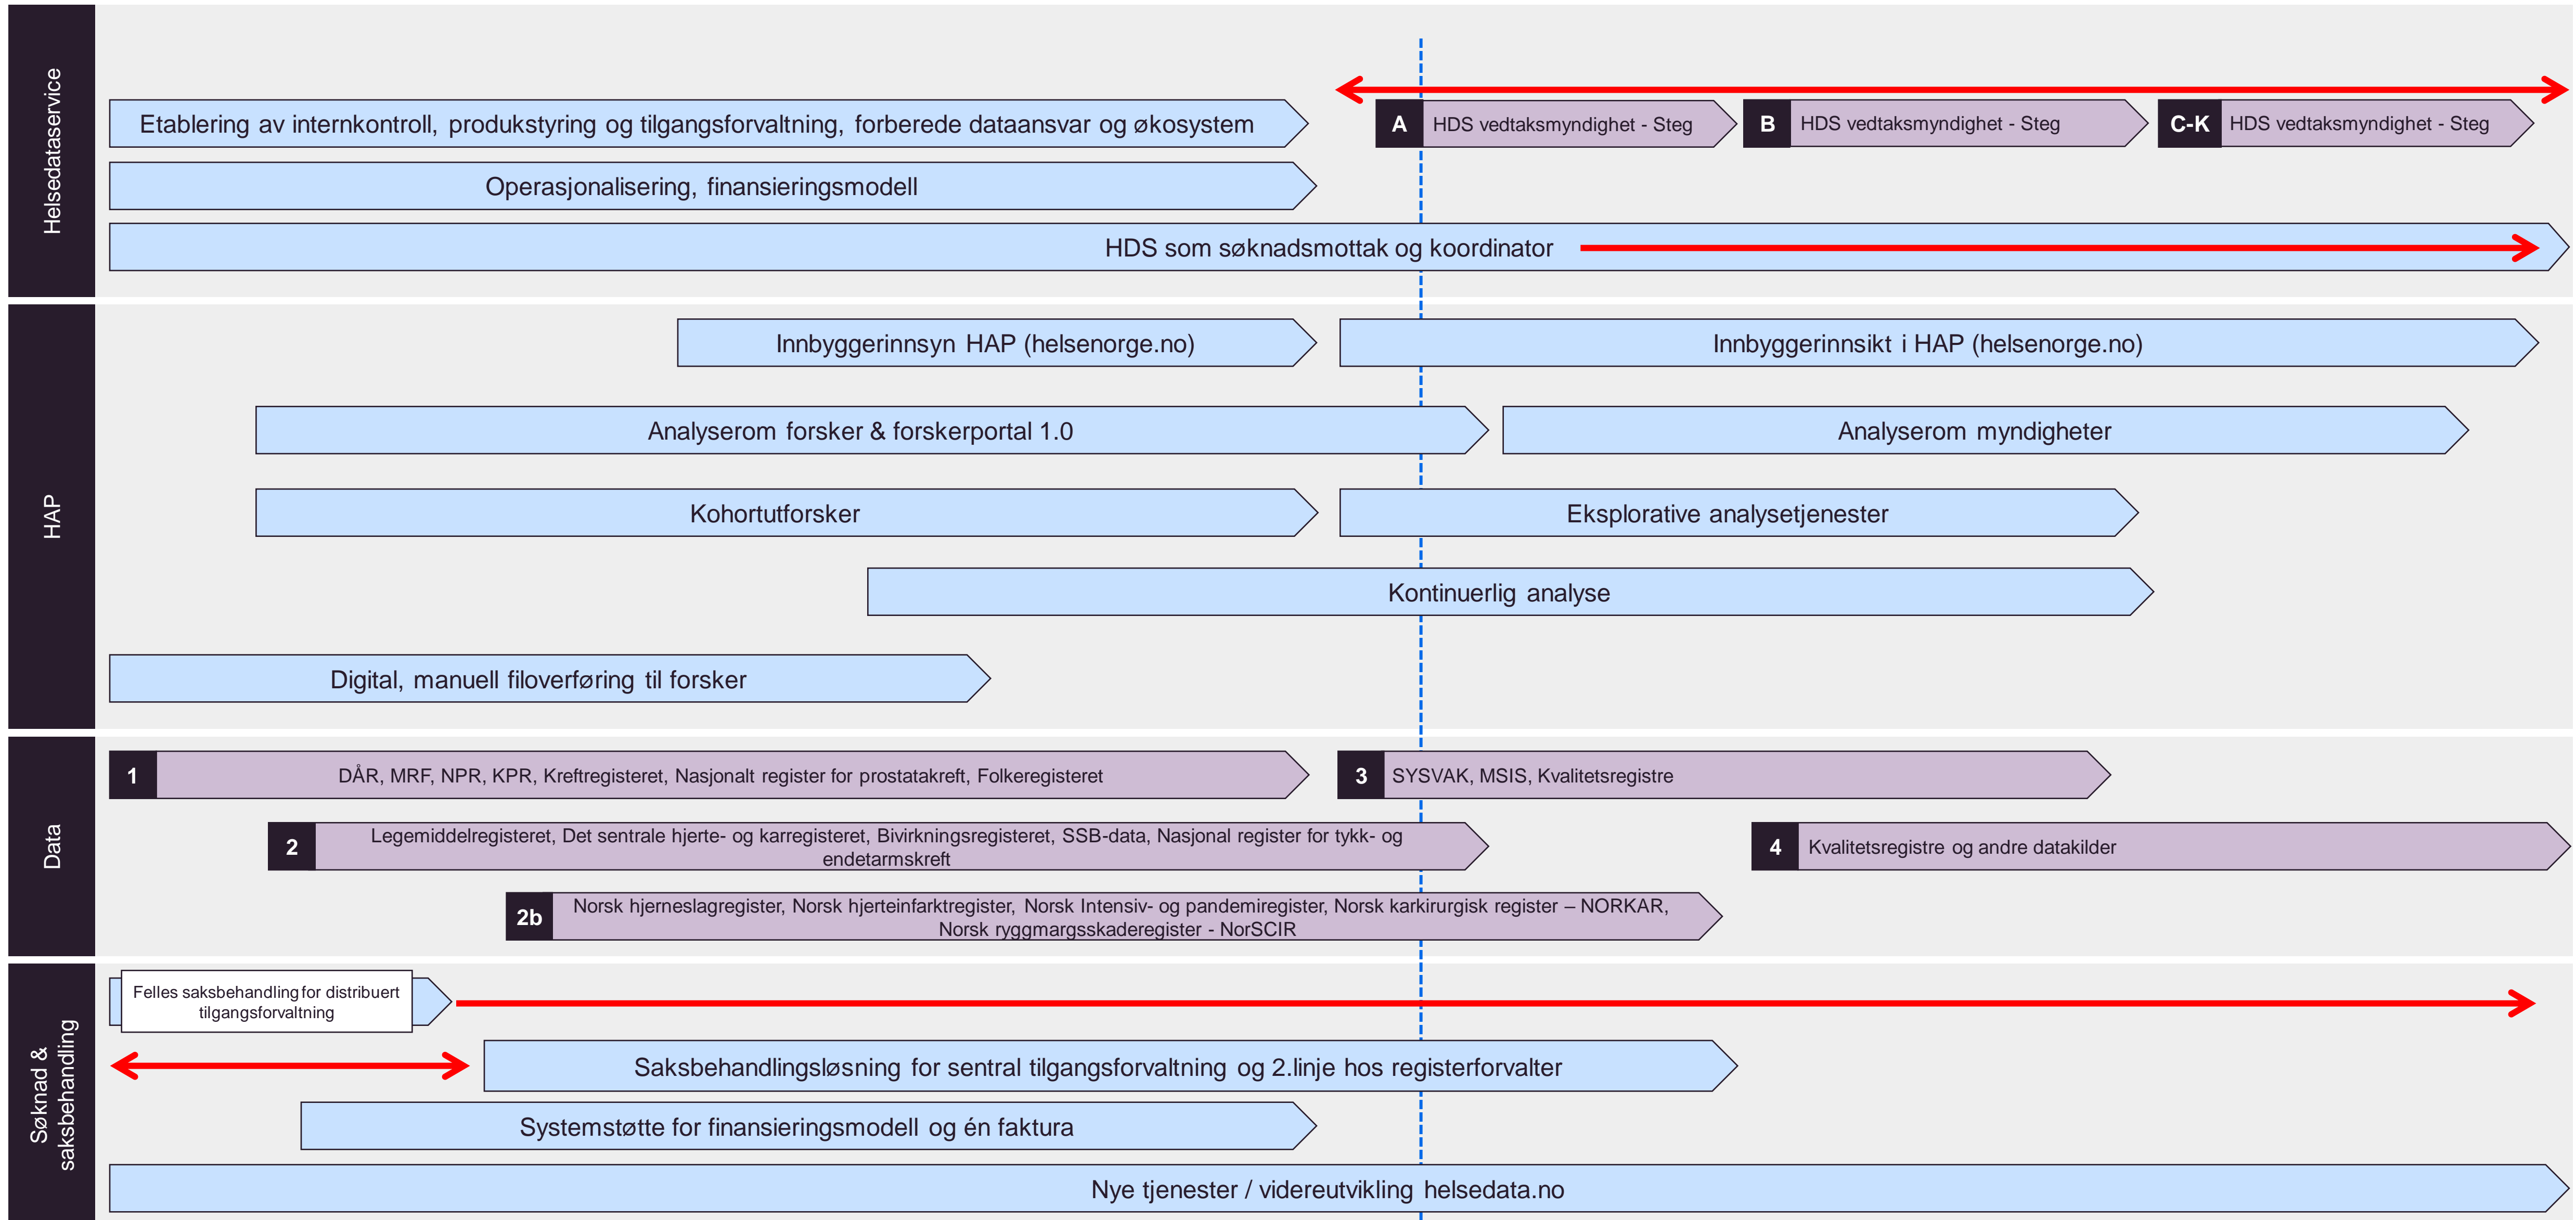 Helsedataservice
Etablering av internkontroll, produkstyring og tilgangsforvaltning, forberede dataansvar og økosystem
A
HDS vedtaksmyndighet - Steg
B
HDS vedtaksmyndighet - Steg
C-K
HDS vedtaksmyndighet - Steg
Operasjonalisering, finansieringsmodell
HDS som søknadsmottak og koordinator
HAP
Innbyggerinnsyn HAP (helsenorge.no)
Innbyggerinnsikt i HAP (helsenorge.no)
Analyserom forsker & forskerportal 1.0
Analyserom myndigheter
Kohortutforsker
Eksplorative analysetjenester
Kontinuerlig analyse
Digital, manuell filoverføring til forsker
Data
1
DÅR, MRF, NPR, KPR, Kreftregisteret, Nasjonalt register for prostatakreft, Folkeregisteret
3
SYSVAK, MSIS, Kvalitetsregistre
2
Legemiddelregisteret, Det sentrale hjerte- og karregisteret, Bivirkningsregisteret, SSB-data, Nasjonal register for tykk- og
endetarmskreft
4
Kvalitetsregistre og andre datakilder
2b
Norsk hjerneslagregister, Norsk hjerteinfarktregister, Norsk Intensiv- og pandemiregister, Norsk karkirurgisk register – NORKAR,
Norsk ryggmargsskaderegister - NorSCIR
Søknad &
saksbehandling
Felles saksbehandling for distribuert
tilgangsforvaltning
Saksbehandlingsløsning for sentral tilgangsforvaltning og 2.linje hos registerforvalter
Systemstøtte for finansieringsmodell og én faktura
Nye tjenester / videreutvikling helsedata.no